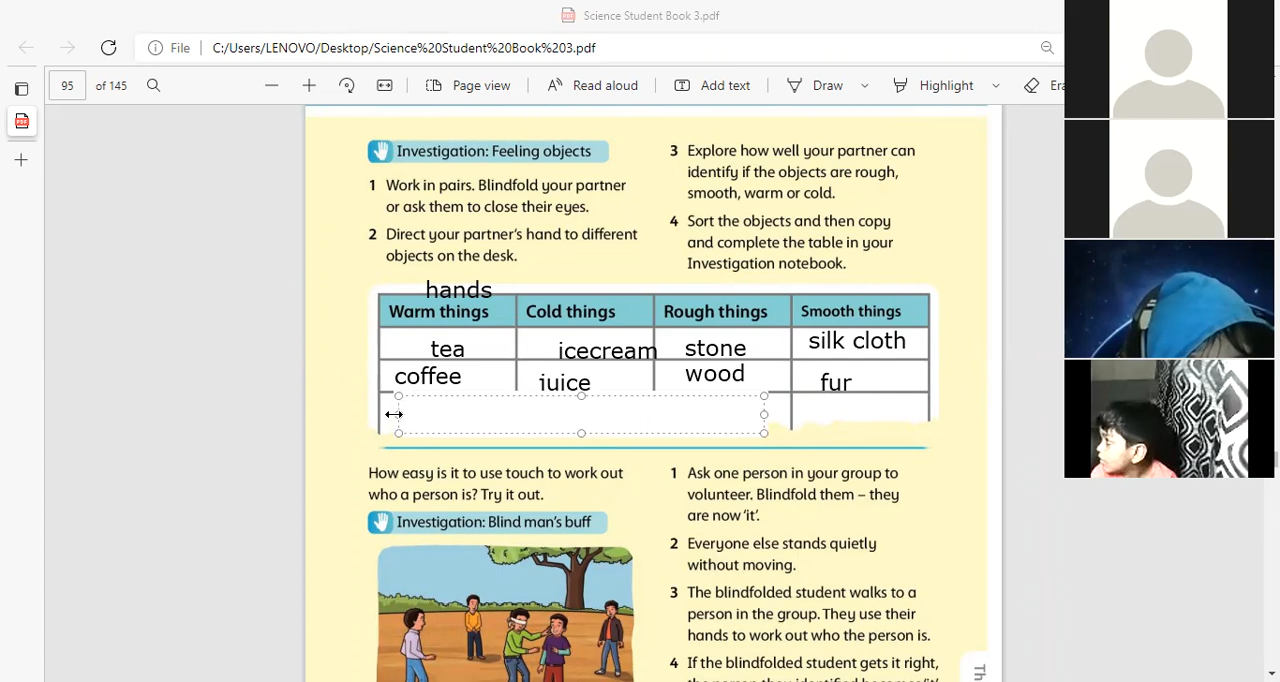 Science Student Book 3.pdf
File
C:/Users/LENOVO/Desktop/Science%20Student%20Book%203.pdf
95 of 145
Page view
Read aloud
Add text
Draw
Highlight
Investigation: Feeling objects
1 Work in pairs. Blindfold your partner
or ask them to close their eyes.
2 Direct your partner's hand to different
objects on the desk.
3 Explore how well your partner can
identify if the objects are rough,
smooth, warm or cold.
4 Sort the objects and then copy
and complete the table in your
Investigation notebook.
hands
Warm things Cold things Rough things Smooth things
tea icecream stone silk cloth
coffee juice wood fur
How easy is it to use touch to work out
who a person is? Try it out.
Investigation: Blind man's buff
1 Ask one person in your group to
volunteer. Blindfold them – they
are now 'it'.
2 Everyone else stands quietly
without moving.
3 The blindfolded student walks to a
person in the group. They use their
hands to work out who the person is.
4 If the blindfolded student gets it right,